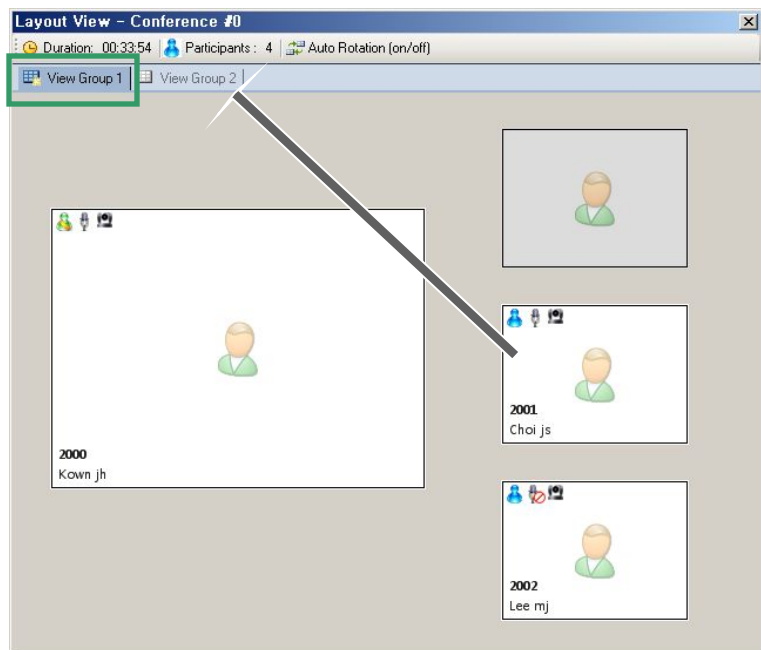 Layout View - Conference #0
Duration: 00:33:54 Participants : 4 Auto Rotation (on/off)
View Group 1 View Group 2
2000
Kown jh
2001
Choi js
2002
Lee mj